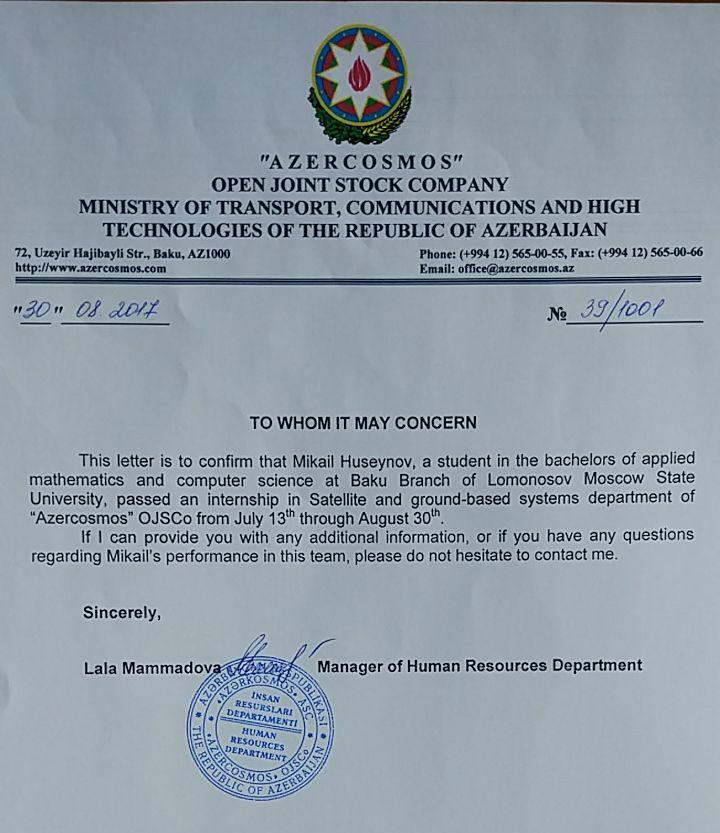 "AZERCOSMOS"
OPEN JOINT STOCK COMPANY
MINISTRY OF TRANSPORT, COMMUNICATIONS AND HIGH
TECHNOLOGIES OF THE REPUBLIC OF AZERBAIJAN
72, Uzeyir Hajibayli Str., Baku, AZ1000
http://www.azercosmos.com
Phone: (+994 12) 565-00-55, Fax: (+994 12) 565-00-66
Email: office@azercosmos.az
"30" 08.2017
№ 39/1001
TO WHOM IT MAY CONCERN
This letter is to confirm that Mikail Huseynov, a student in the bachelors of applied
mathematics and computer science at Baku Branch of Lomonosov Moscow State
University, passed an internship in Satellite and ground-based systems department of
“Azercosmos” OJSCo from July 13th through August 30th.
If I can provide you with any additional information, or if you have any questions
regarding Mikail's performance in this team, please do not hesitate to contact me.
Sincerely,
Lala Mammadova Manager of Human Resources Department
AZƏRBAYCAN RESPUBLİKASI
"AZƏRKOSMOS" ASC
İNSAN
RESURSLARI
DEPARTAMENTİ
HUMAN
RESOURCES
DEPARTMENT
"AZERCOSMOS" OJSCo
THE REPUBLIC OF AZERBAIJAN